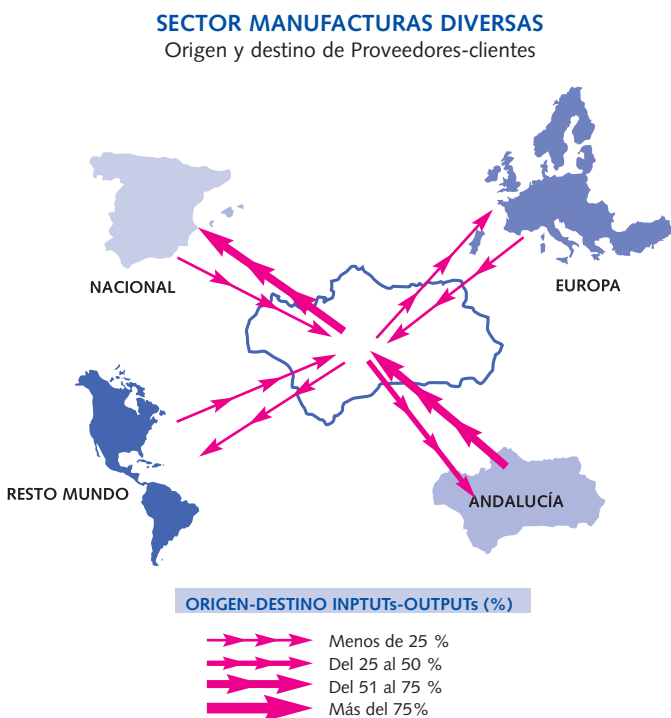 SECTOR MANUFACTURAS DIVERSAS
Origen y destino de Proveedores-clientes
NACIONAL
EUROPA
RESTO MUNDO
ANDALUCÍA
ORIGEN-DESTINO INPTUTs-OUTPUTs (%)
Menos de 25 %
Del 25 al 50 %
Del 51 al 75 %
Más del 75%